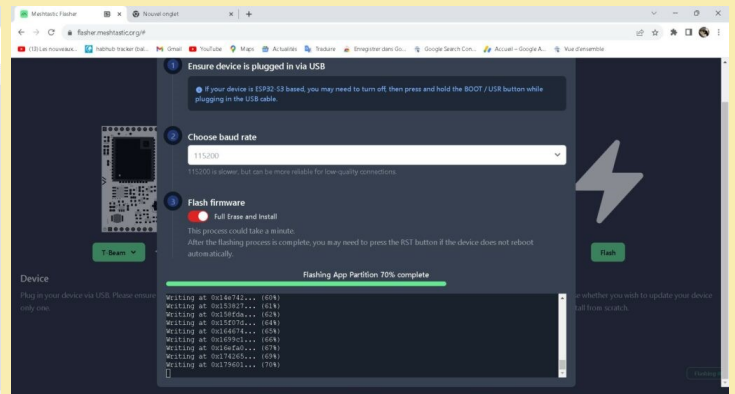 Meshtastic Flasher
Nouvel onglet
flasher.meshtastic.org/#
(13) Les nouveaux...
habhub tracker (bal...
Gmail
YouTube
Maps
Actualités
Traduire
Enregistrer dans Go...
Google Search Con...
Accueil – Google A...
Vue d'ensemble
1 Ensure device is plugged in via USB
If your device is ESP32-S3 based, you may need to turn off, then press and hold the BOOT / USR button while
plugging in the USB cable.
2 Choose baud rate
115200
115200 is slower, but can be more reliable for low-quality connections.
3 Flash firmware
Full Erase and Install
This process could take a minute.
After the flashing process is complete, you may need to press the RST button if the device does not reboot
automatically.
T-Beam
Flash
Device
Plug in your device via USB. Please ensure
only one.
whether you wish to update your device
from scratch.
Flashing App Partition 70% complete
Writing at 0x14e742... (60%)
Writing at 0x153827... (61%)
Writing at 0x158fda... (62%)
Writing at 0x15f07d... (64%)
Writing at 0x164674... (65%)
Writing at 0x1699c1... (66%)
Writing at 0x16efa0... (67%)
Writing at 0x174265... (69%)
Writing at 0x179601... (70%)